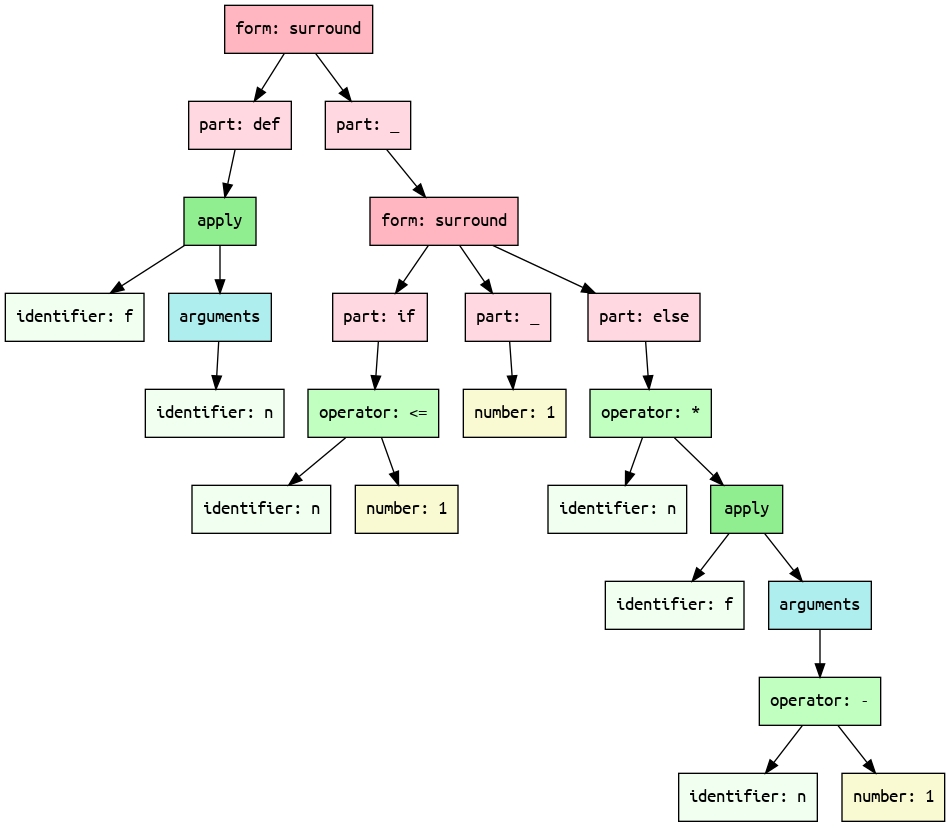 form: surround
part: def
part: _
apply
form: surround
identifier: f
arguments
part: if
part: _
part: else
identifier: n
operator: <=
number: 1
operator: *
identifier: n
number: 1
identifier: n
apply
identifier: f
arguments
operator: -
identifier: n
number: 1